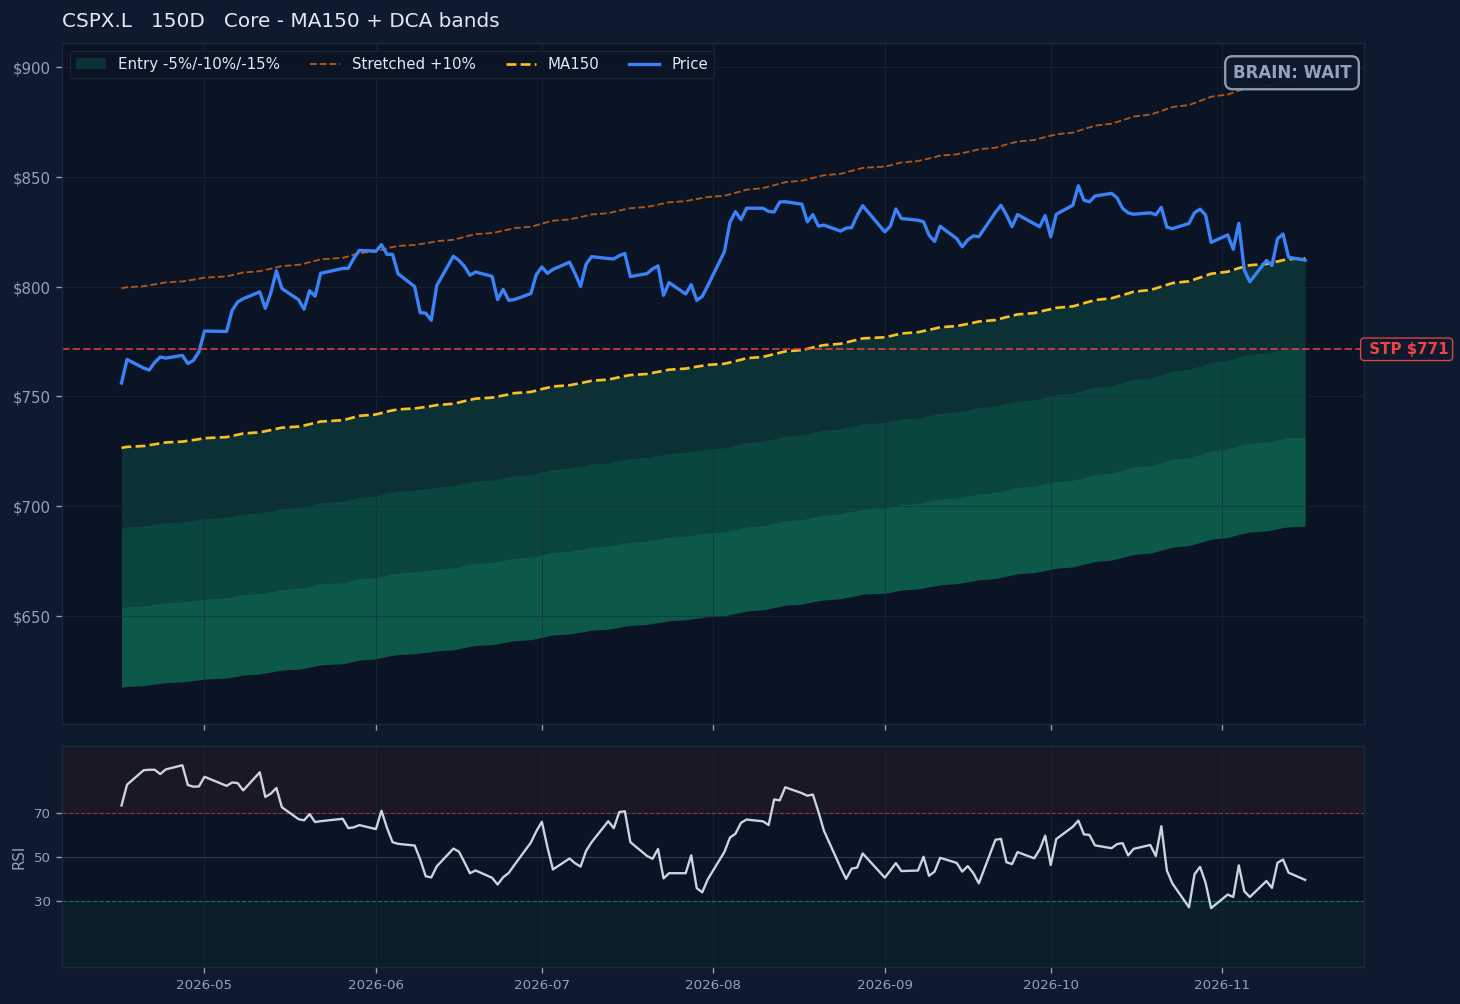 CSPX.L 150D Core - MA150 + DCA bands
Entry -5%/-10%/-15% Stretched +10% MA150 Price
BRAIN: WAIT
$900
$850
$800
STP $771
$750
$700
$650
RSI
70
50
30
2026-05 2026-06 2026-07 2026-08 2026-09 2026-10 2026-11